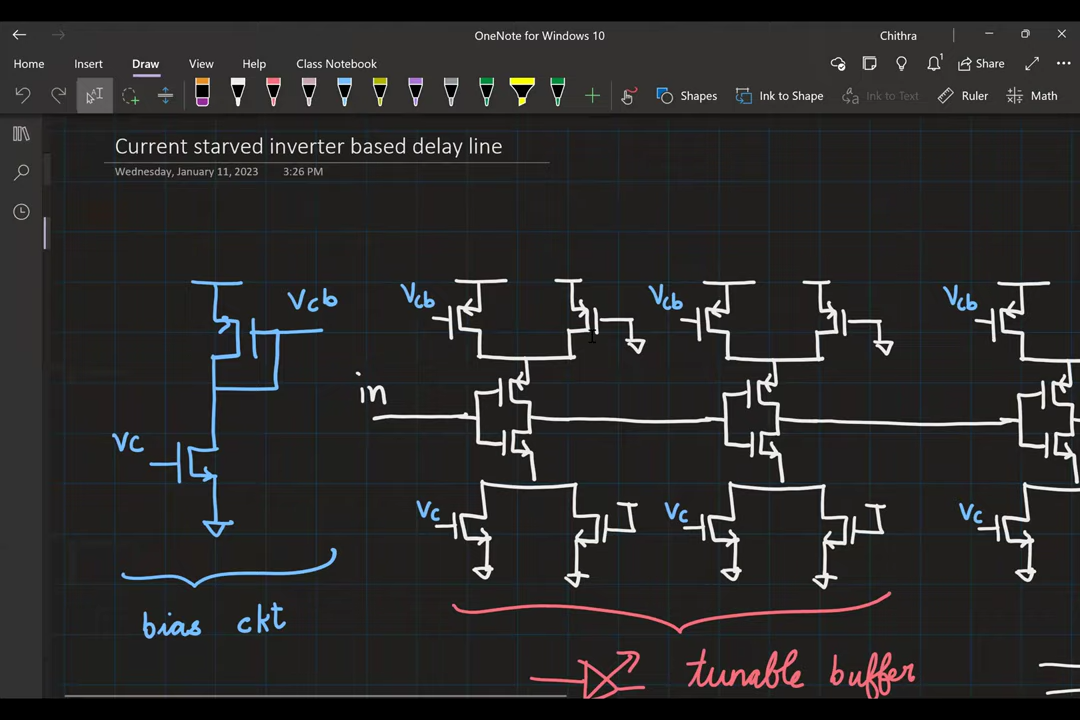 OneNote for Windows 10
Chithra
Home Insert Draw View Help Class Notebook
Share
Shapes Ink to Shape Ink to Text Ruler Math
Current starved inverter based delay line
Wednesday, January 11, 2023 3:26 PM
Vcb Vcb Vcb Vcb
in
VC
Vc Vc Vc
bias ckt
tunable buffer